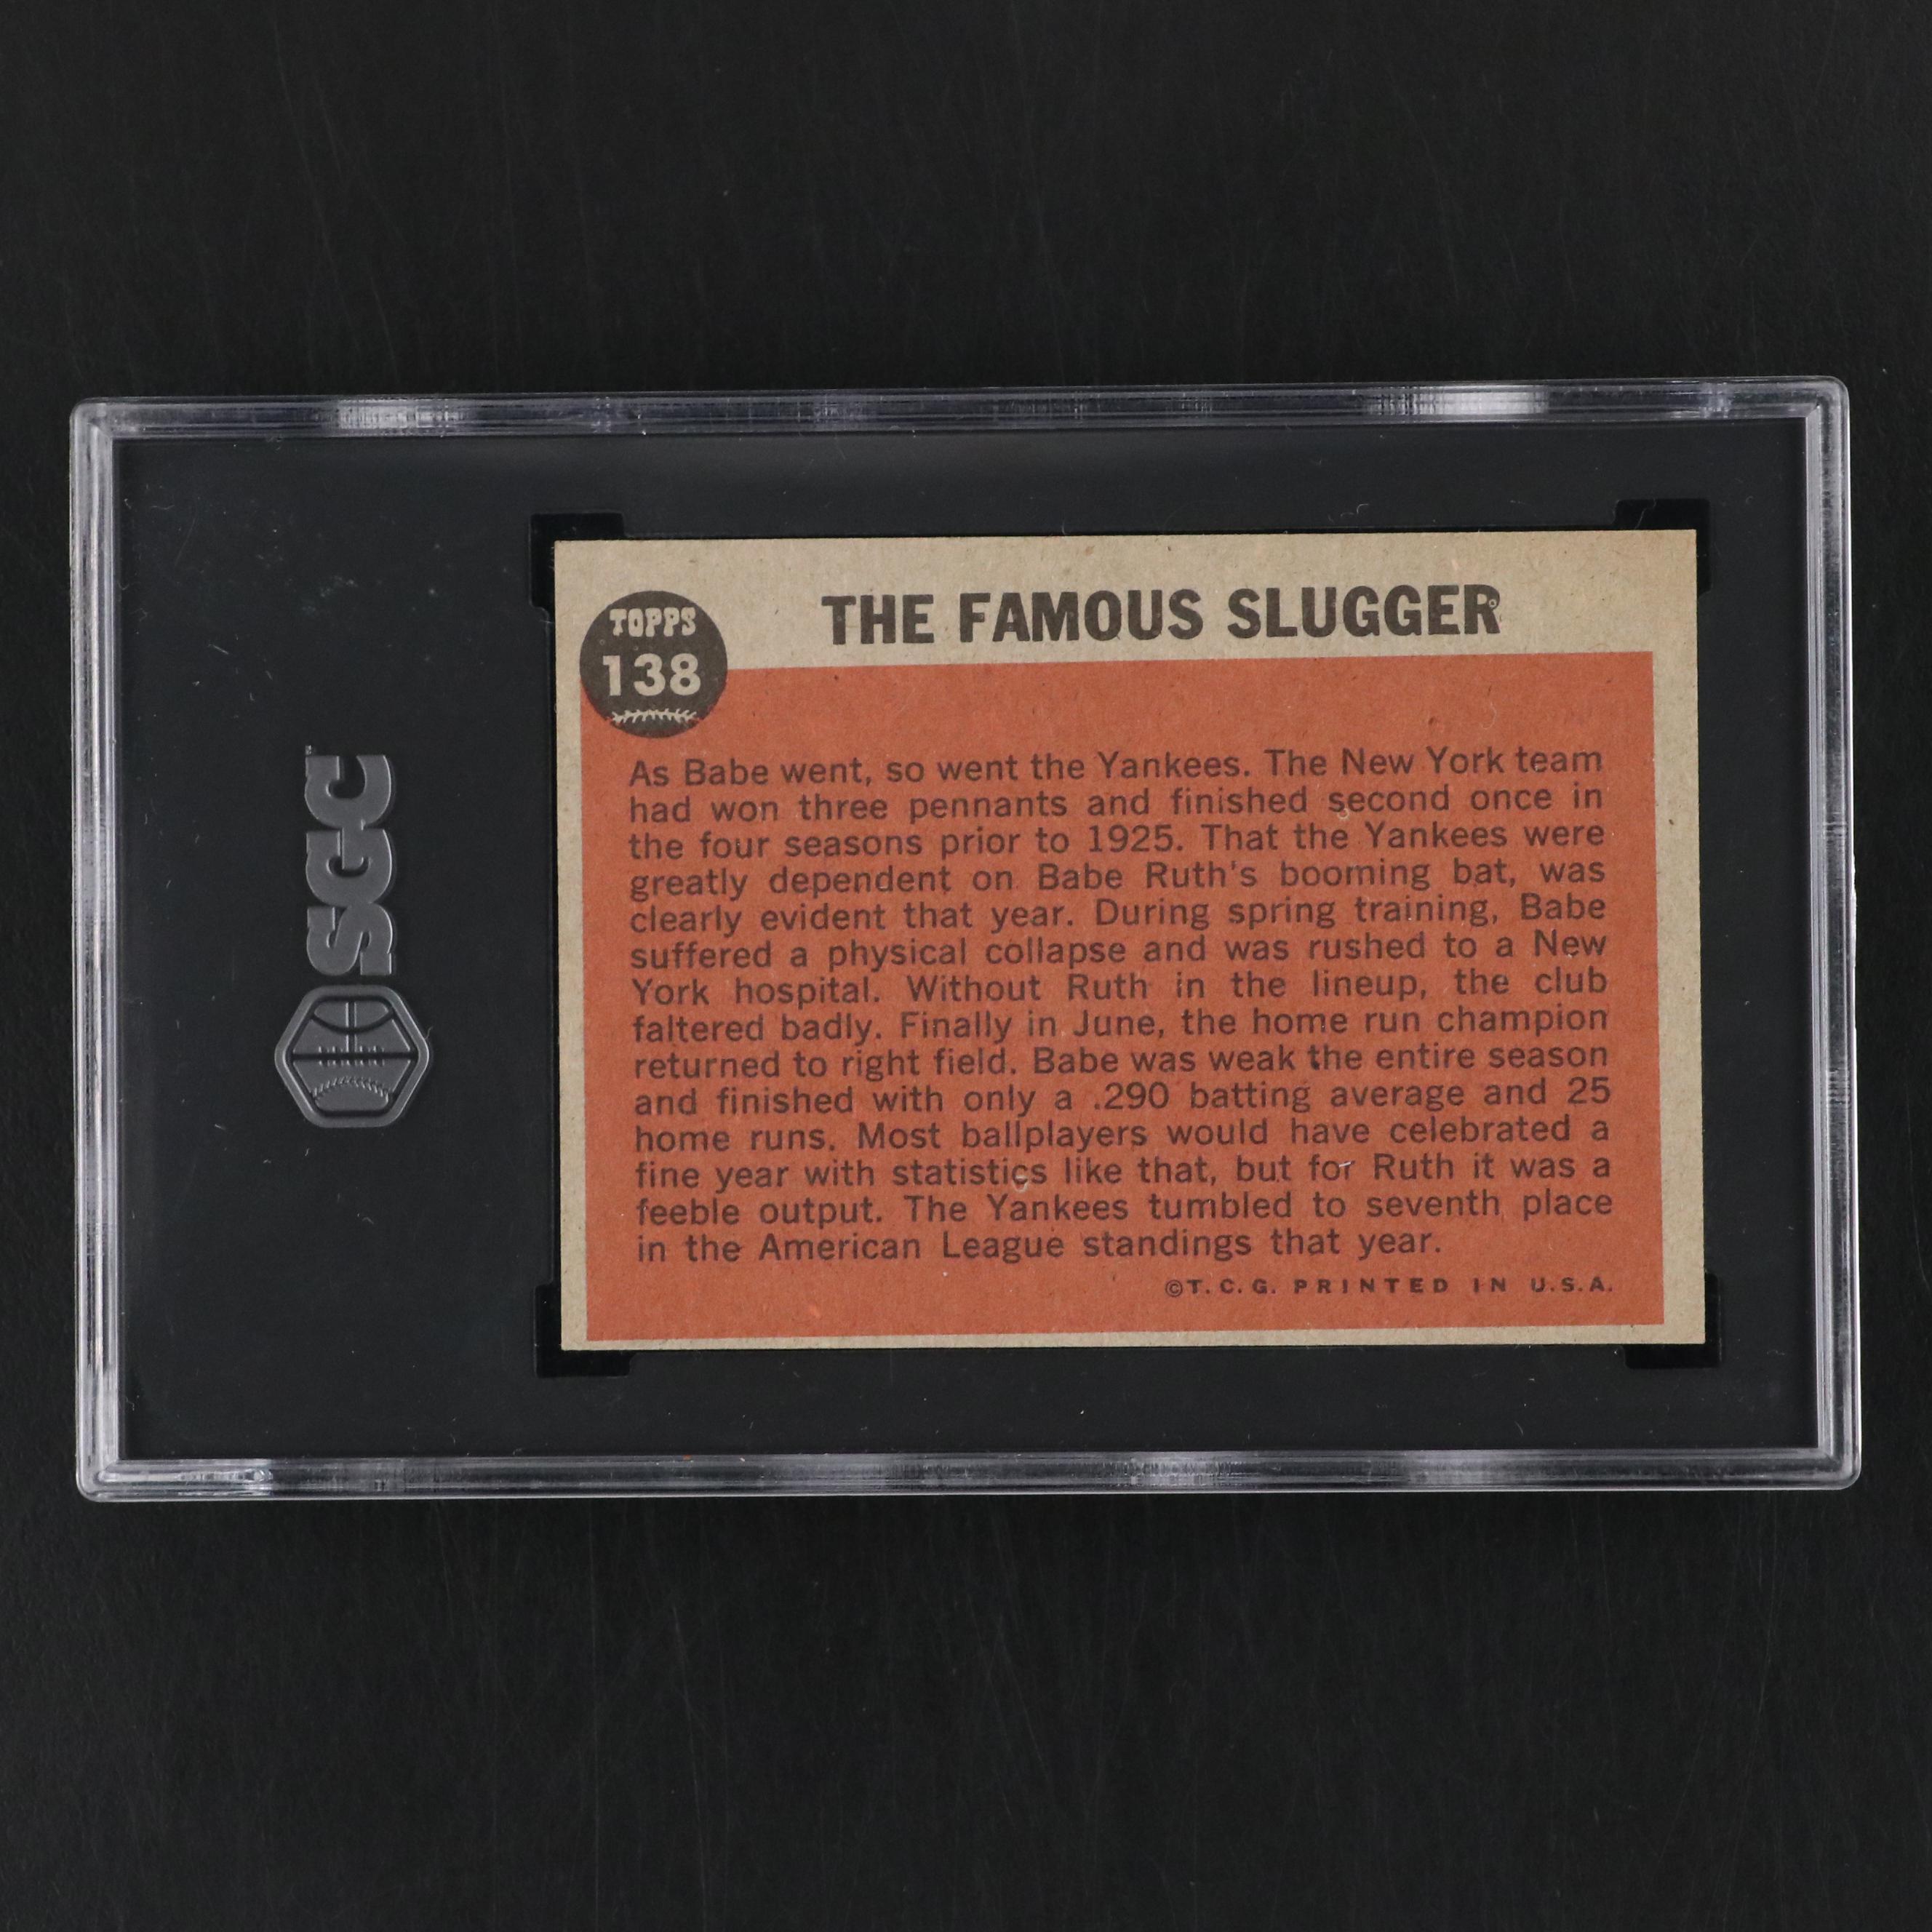 SGC
TOPPS
138
THE FAMOUS SLUGGER
As Babe went, so went the Yankees. The New York team
had won three pennants and finished second once in
the four seasons prior to 1925. That the Yankees were
greatly dependent on Babe Ruth's booming bat, was
clearly evident that year. During spring training, Babe
suffered a physical collapse and was rushed to a New
York hospital. Without Ruth in the lineup, the club
faltered badly. Finally in June, the home run champion
returned to right field. Babe was weak the entire season
and finished with only a .290 batting average and 25
home runs. Most ballplayers would have celebrated a
fine year with statistics like that, but for Ruth it was a
feeble output. The Yankees tumbled to seventh place
in the American League standings that year.
©T. C. G. PRINTED IN U.S.A.